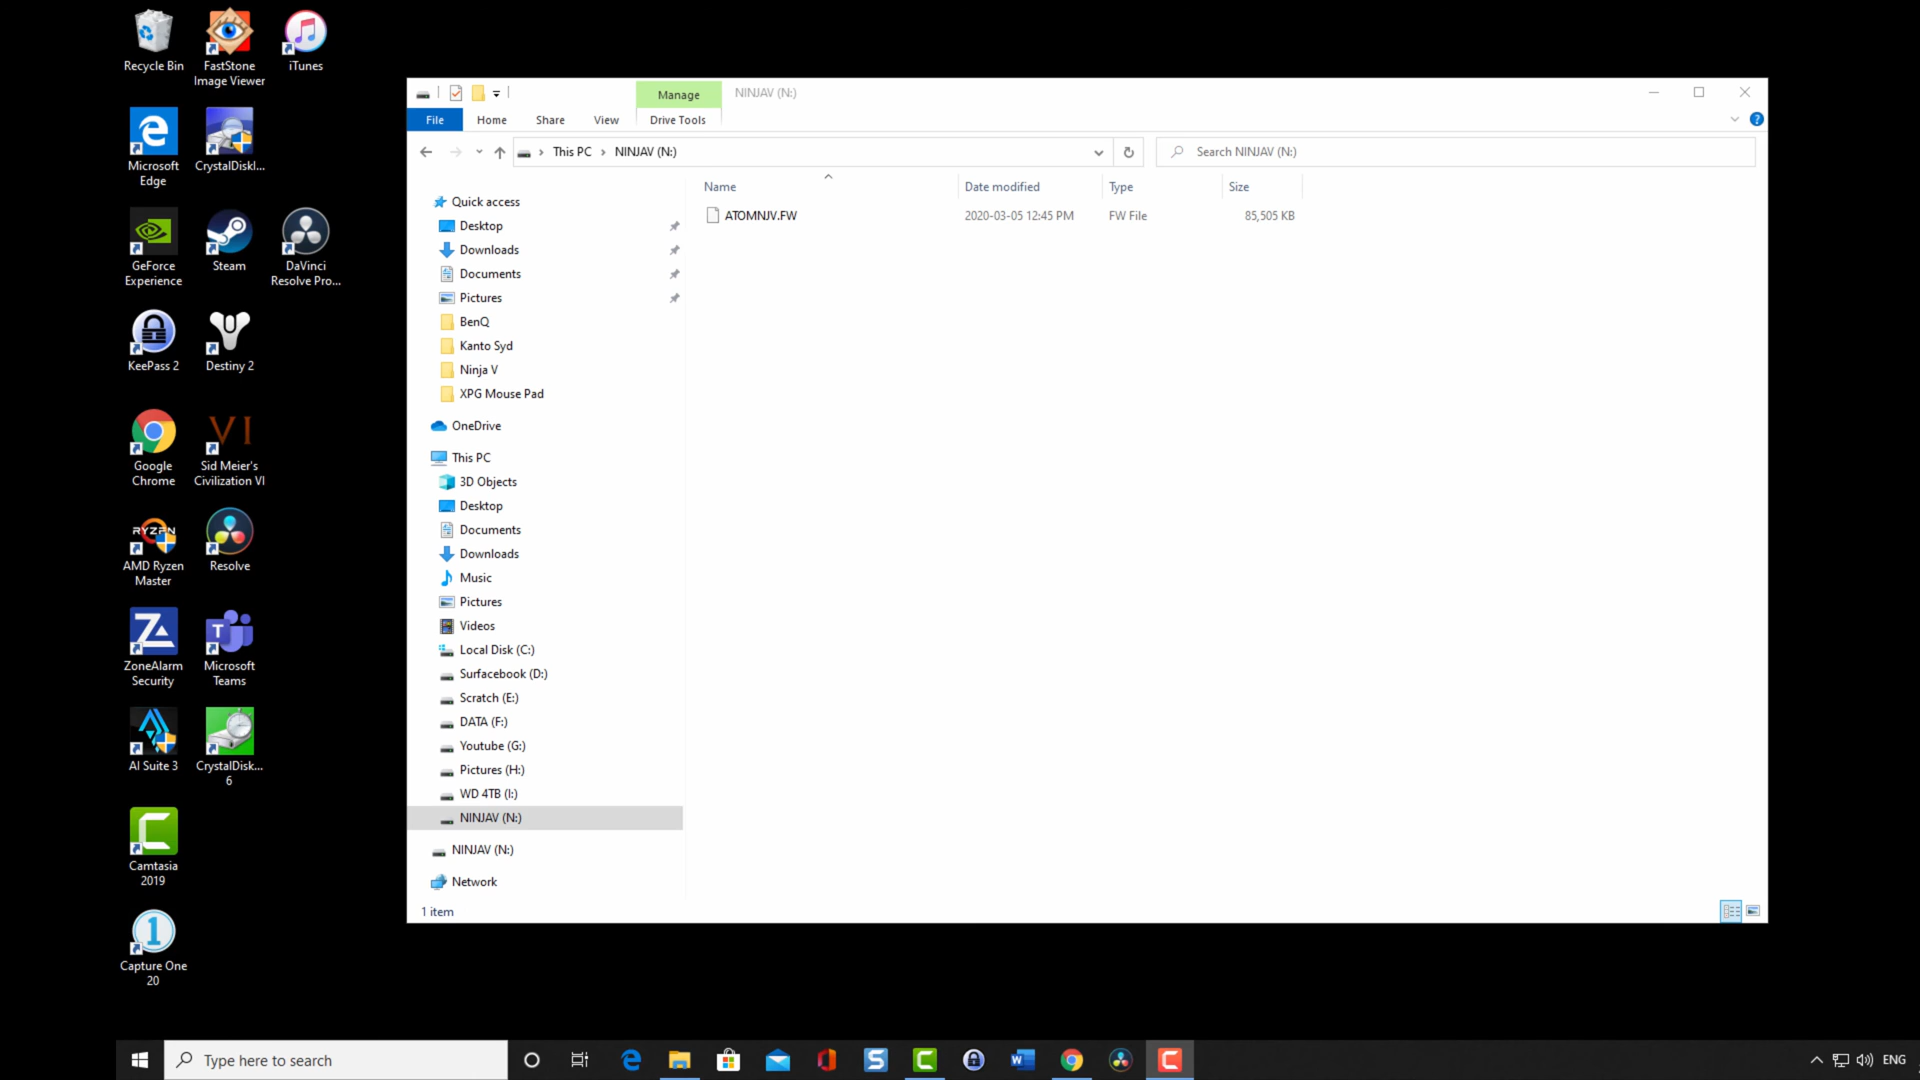 Recycle Bin
FastStone
Image Viewer
iTunes
Microsoft
Edge
CrystalDiskI...
GeForce
Experience
Steam
DaVinci
Resolve Pro...
KeePass 2
Destiny 2
Google
Chrome
VI
Sid Meier's
Civilization VI
RYZEN
AMD Ryzen
Master
Resolve
ZoneAlarm
Security
T
Microsoft
Teams
AI Suite 3
CrystalDisk...
6
Camtasia
2019
1
Capture One
20
Manage
NINJAV (N:)
File
Home
Share
View
Drive Tools
This PC
NINJAV (N:)
Search NINJAV (N:)
Name
Date modified
Type
Size
ATOMNJV.FW
2020-03-05 12:45 PM
FW File
85,505 KB
Quick access
Desktop
Downloads
Documents
Pictures
BenQ
Kanto Syd
Ninja V
XPG Mouse Pad
OneDrive
This PC
3D Objects
Desktop
Documents
Downloads
Music
Pictures
Videos
Local Disk (C:)
Surfacebook (D:)
Scratch (E:)
DATA (F:)
Youtube (G:)
Pictures (H:)
WD 4TB (I:)
NINJAV (N:)
NINJAV (N:)
Network
1 item
Type here to search
ENG